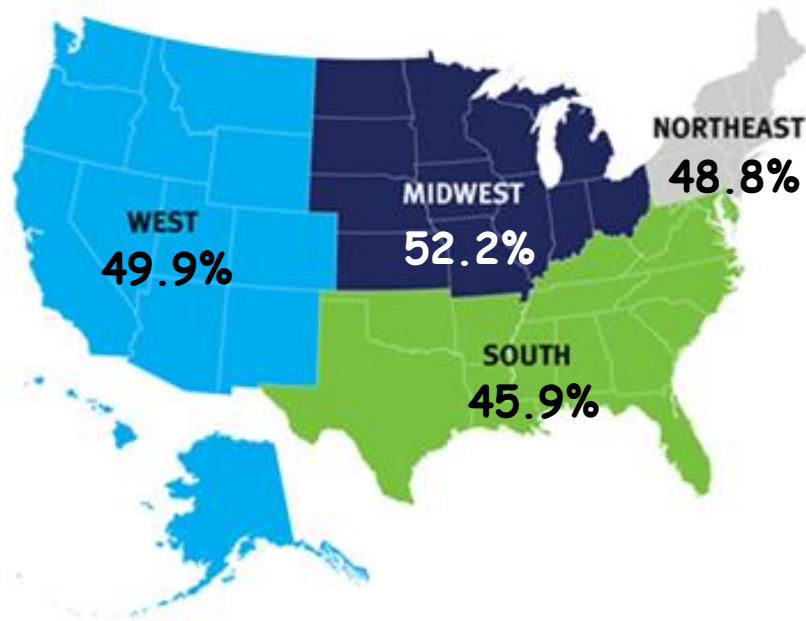 NORTHEAST
48.8%
MIDWEST
52.2%
WEST
49.9%
SOUTH
45.9%